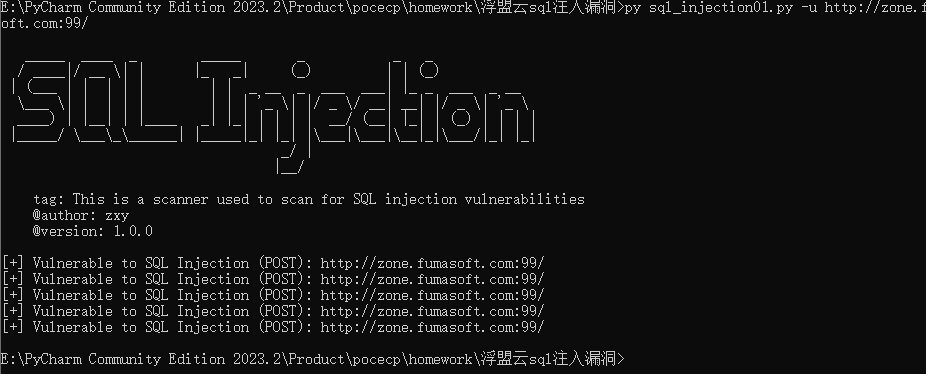 E:\PyCharm Community Edition 2023.2\Product\pocecp\homework\浮盟云sql注入漏洞>py sql_injection01.py -u http://zone.fumas
oft.com:99/
SQL Injection
tag: This is a scanner used to scan for SQL injection vulnerabilities
@author: zxy
@version: 1.0.0
[+] Vulnerable to SQL Injection (POST): http://zone.fumasoft.com:99/
[+] Vulnerable to SQL Injection (POST): http://zone.fumasoft.com:99/
[+] Vulnerable to SQL Injection (POST): http://zone.fumasoft.com:99/
[+] Vulnerable to SQL Injection (POST): http://zone.fumasoft.com:99/
[+] Vulnerable to SQL Injection (POST): http://zone.fumasoft.com:99/
E:\PyCharm Community Edition 2023.2\Product\pocecp\homework\浮盟云sql注入漏洞>